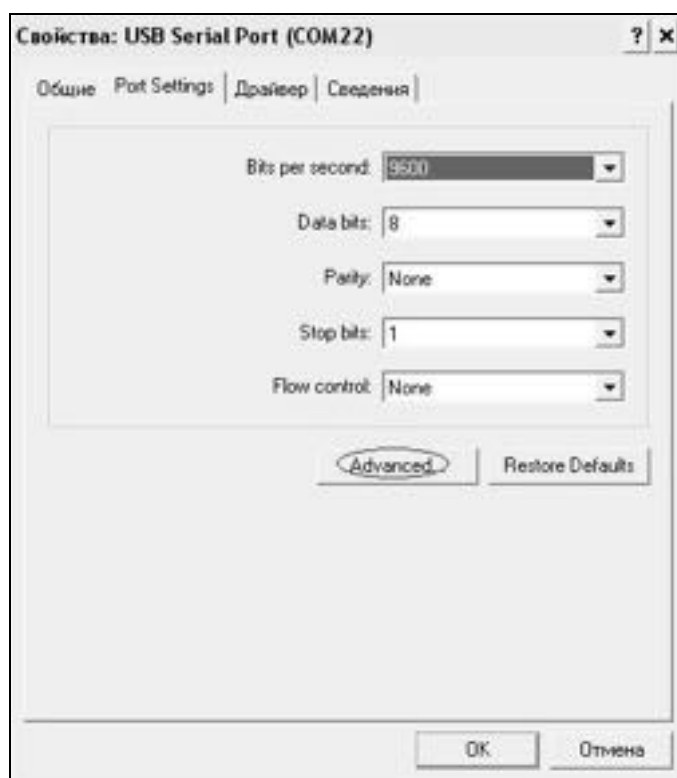 Свойства: USB Serial Port (COM22) ? ×
Общие Port Settings Драйвер Сведения
Bits per second: 9600
Data bits: 8
Parity: None
Stop bits: 1
Flow control: None
Advanced... Restore Defaults
OK Отмена